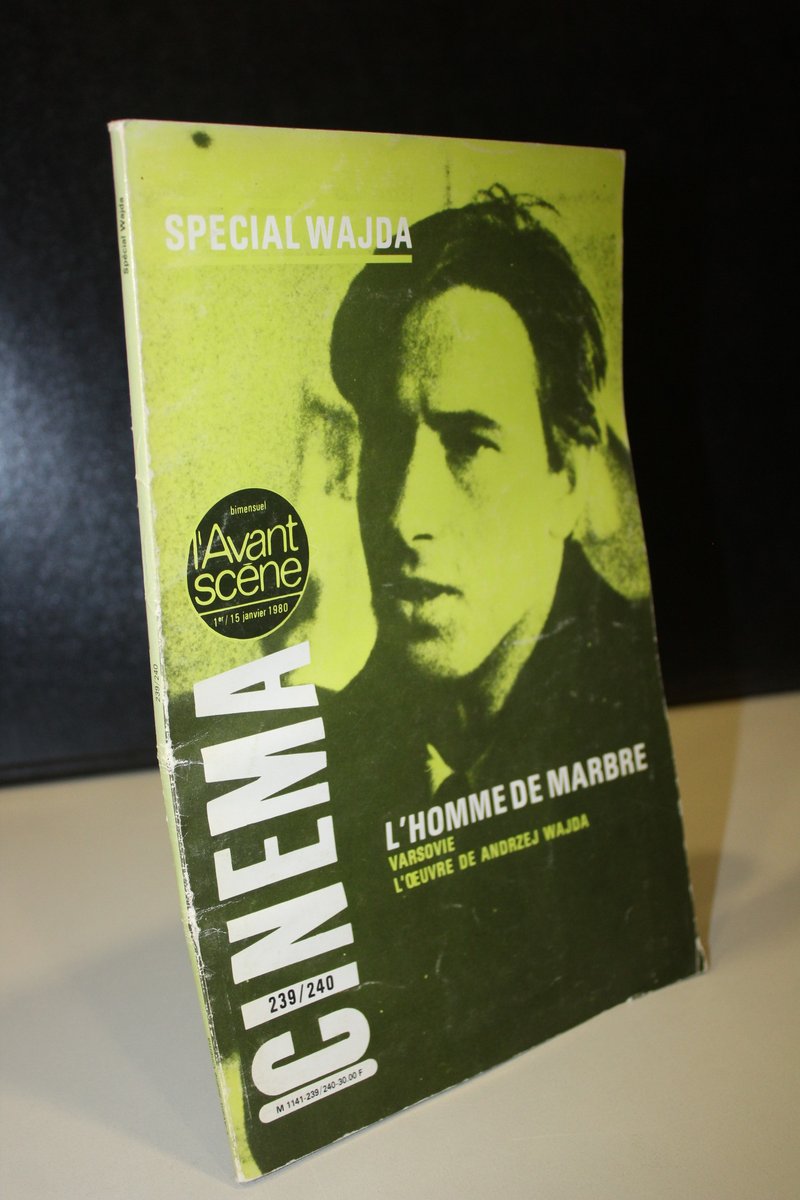 Spécial Wajda
SPECIAL WAJDA
bimensuel
l'Avant
scène
1er/15 janvier 1980
239/240
CINEMA
239/240
M 1141-239/240-30.00 F
L'HOMME DE MARBRE
VARSOVIE
L'ŒUVRE DE ANDRZEJ WAJDA